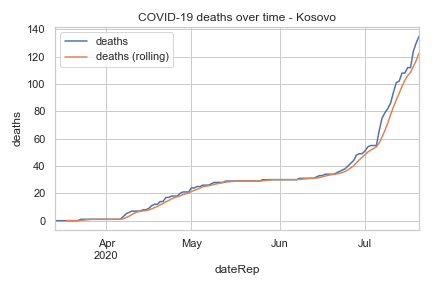 COVID-19 deaths over time - Kosovo
deaths
deaths (rolling)
140
120
100
80
60
40
20
0
deaths
Apr
2020
May
Jun
Jul
dateRep